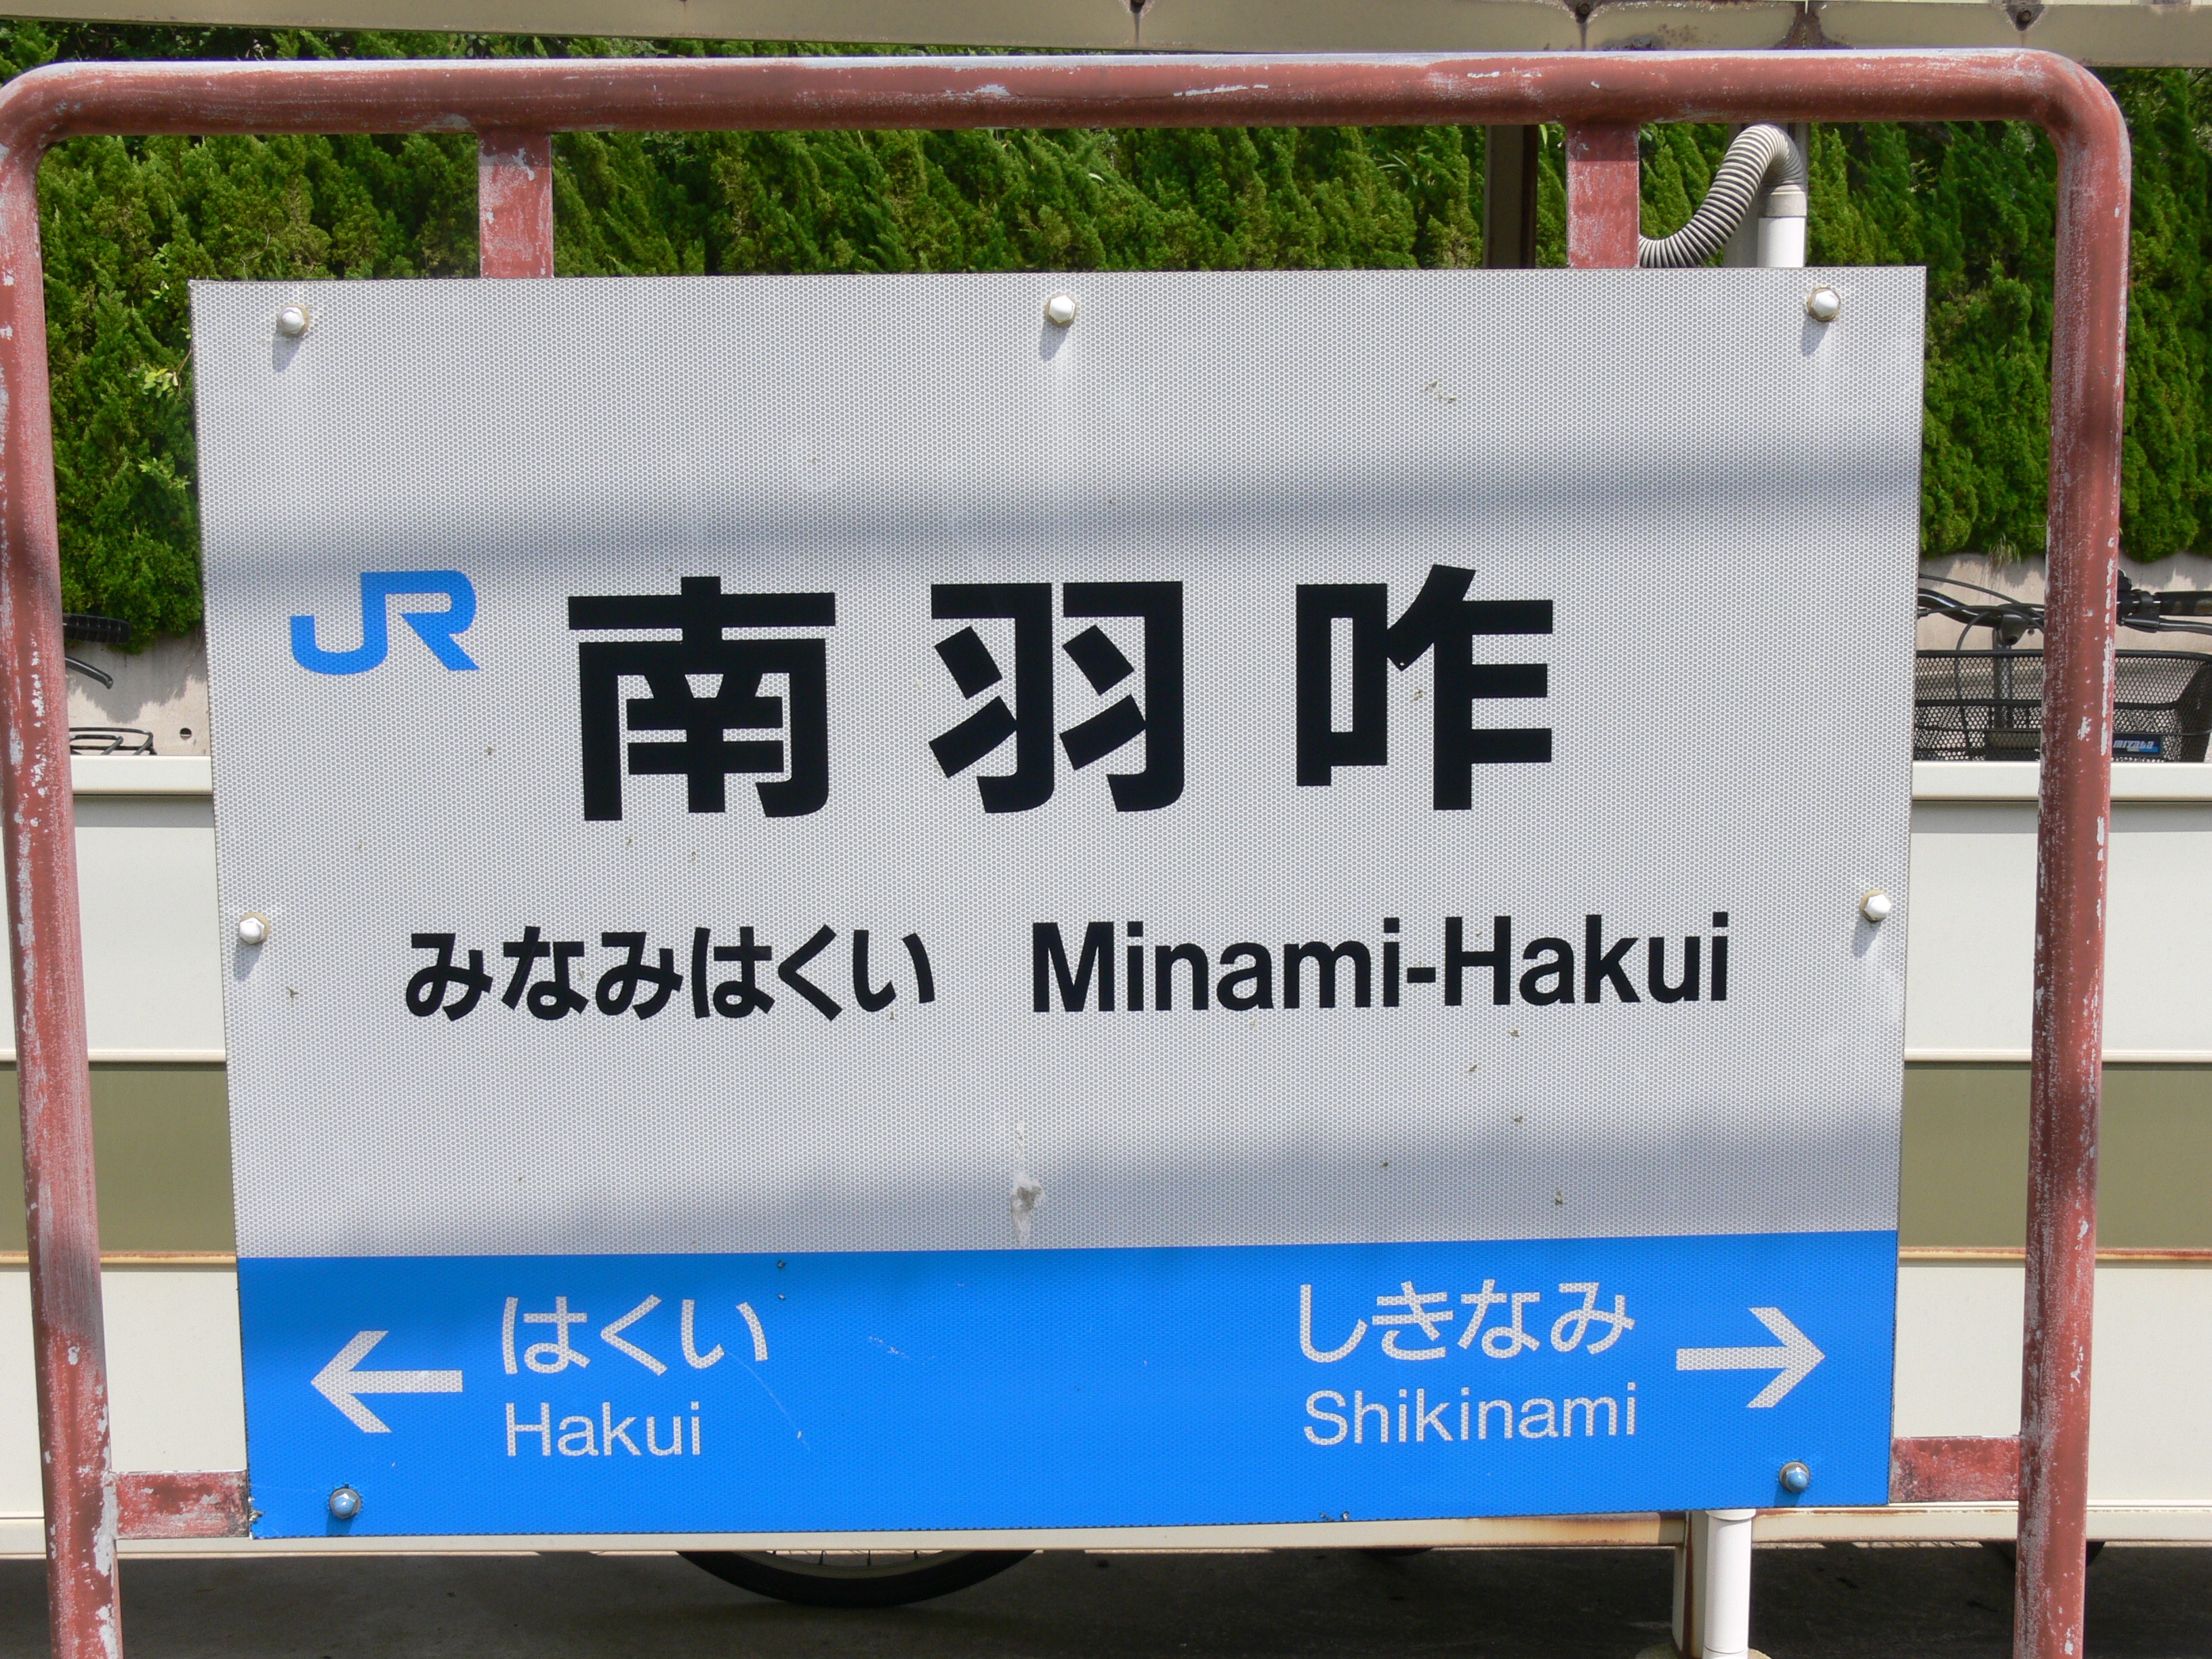 JR 南羽咋
みなみはくい Minami-Hakui
← はくい しきなみ →
Hakui Shikinami
MIYATA